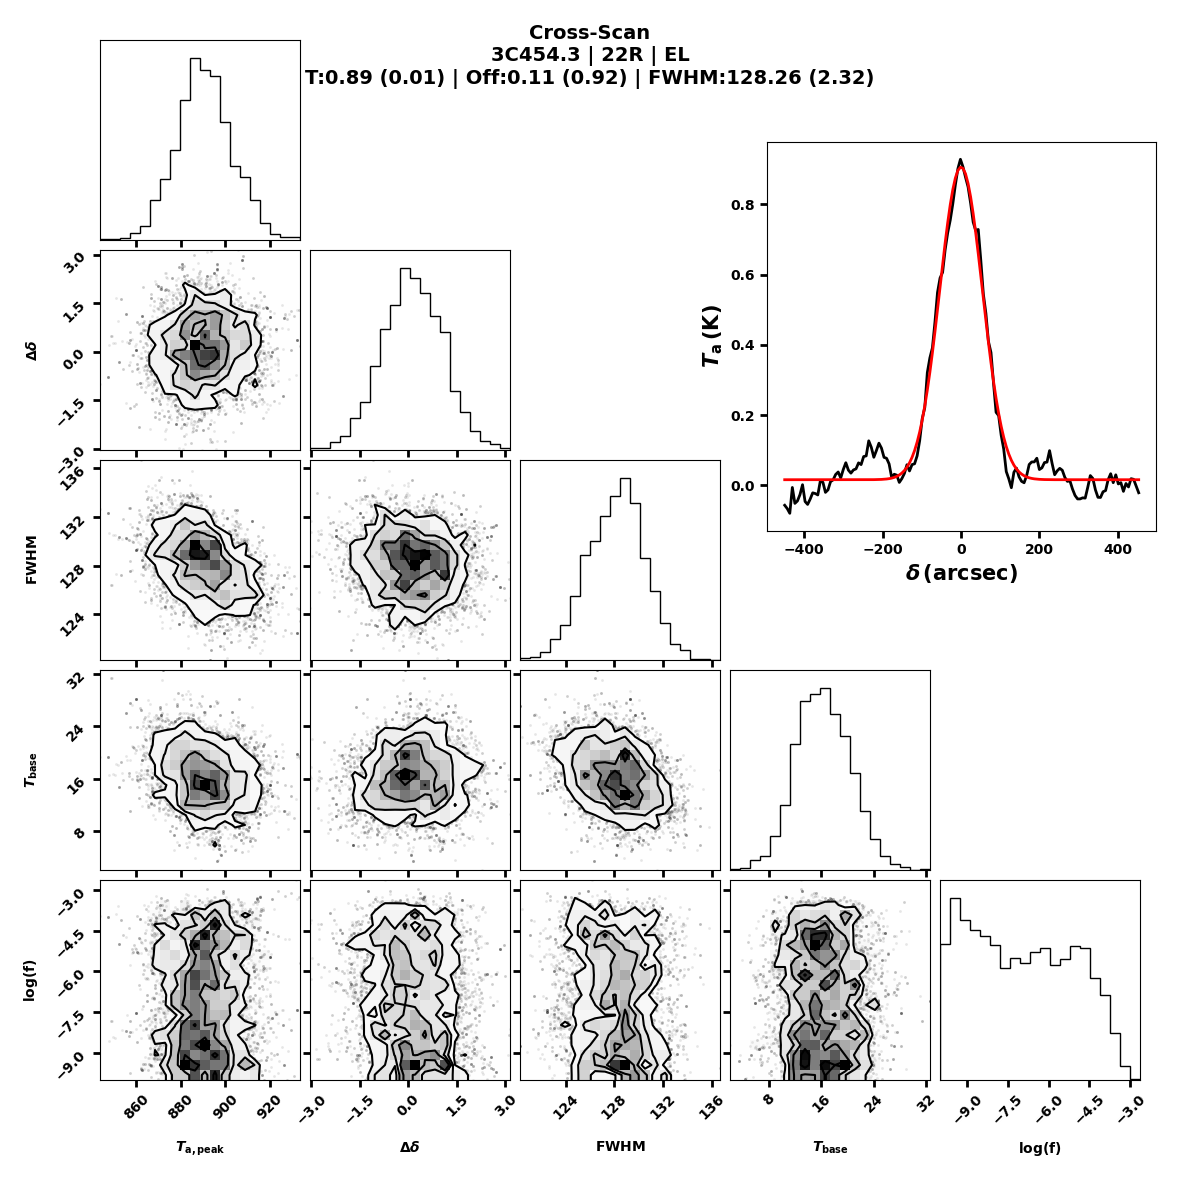 Cross-Scan
3C454.3 | 22R | EL
T:0.89 (0.01) | Off:0.11 (0.92) | FWHM:128.26 (2.32)
0.8
0.6
0.4
0.2
0.0
Tₐ (K)
−400 −200 0 200 400
δ (arcsec)
3.0
1.5
0.0
−1.5
−3.0
Δδ
136
132
128
124
FWHM
32
24
16
8
T_base
−3.0
−4.5
−6.0
−7.5
−9.0
log(f)
860 880 900 920
−3.0 −1.5 0.0 1.5 3.0
124 128 132 136
8 16 24 32
−9.0 −7.5 −6.0 −4.5 −3.0
T_a,peak Δδ FWHM T_base log(f)